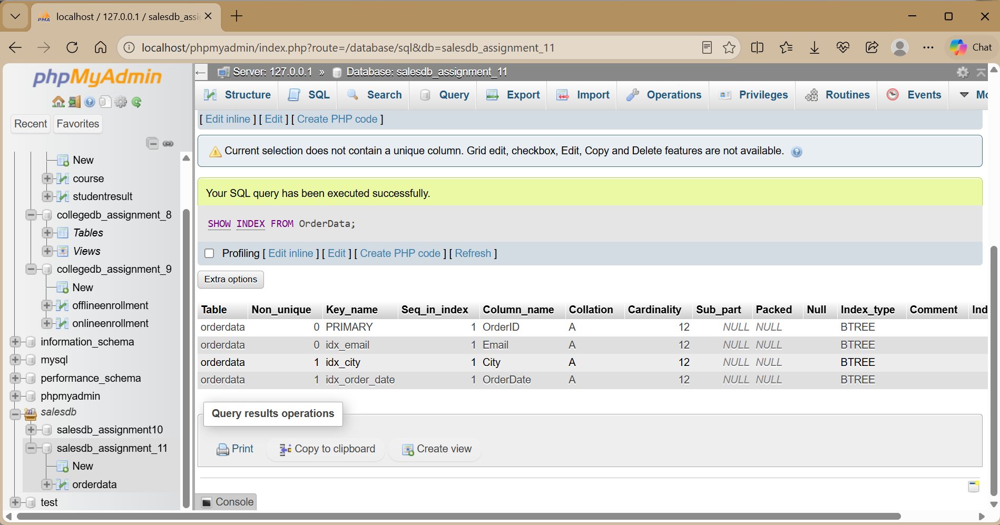 localhost / 127.0.0.1 / salesdb_assi
localhost/phpmyadmin/index.php?route=/database/sql&db=salesdb_assignment_11
Chat
phpMyAdmin
Recent
Favorites
New
course
studentresult
collegedb_assignment_8
Tables
Views
collegedb_assignment_9
New
offlineenrollment
onlineenrollment
information_schema
mysql
performance_schema
phpmyadmin
salesdb
salesdb_assignment10
salesdb_assignment_11
New
orderdata
test
Server: 127.0.0.1 » Database: salesdb_assignment_11
Structure SQL Search Query Export Import Operations Privileges Routines Events Mo
[ Edit inline ] [ Edit ] [ Create PHP code ]
Current selection does not contain a unique column. Grid edit, checkbox, Edit, Copy and Delete features are not available.
Your SQL query has been executed successfully.
SHOW INDEX FROM OrderData;
Profiling [ Edit inline ] [ Edit ] [ Create PHP code ] [ Refresh ]
Extra options
Table Non_unique Key_name Seq_in_index Column_name Collation Cardinality Sub_part Packed Null Index_type Comment Ind
orderdata 0 PRIMARY 1 OrderID A 12 NULL NULL BTREE
orderdata 0 idx_email 1 Email A 12 NULL NULL BTREE
orderdata 1 idx_city 1 City A 12 NULL NULL BTREE
orderdata 1 idx_order_date 1 OrderDate A 12 NULL NULL BTREE
Query results operations
Print Copy to clipboard Create view
Console